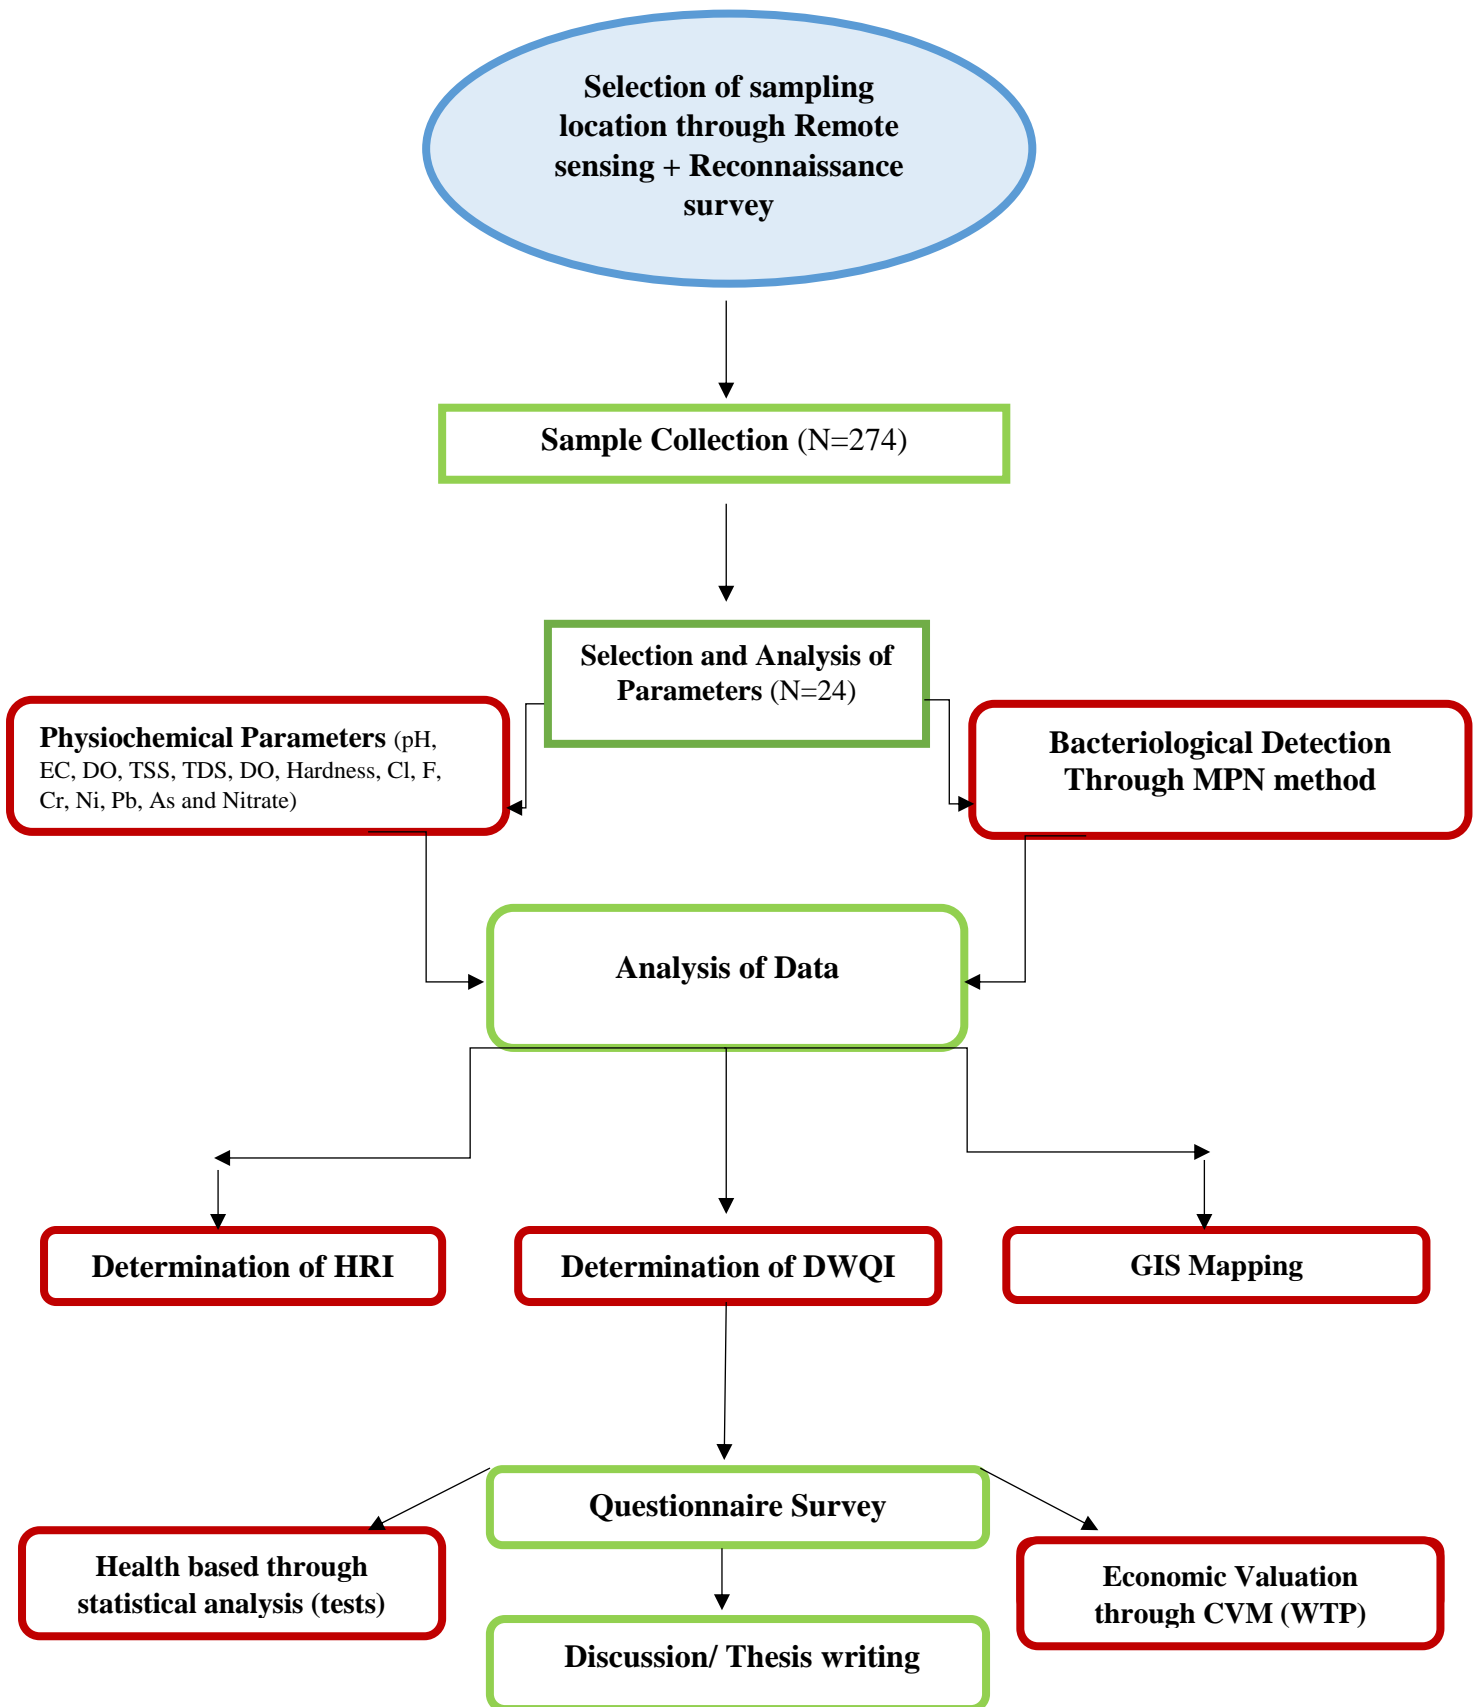 Selection of sampling
location through Remote
sensing + Reconnaissance
survey
Sample Collection (N=274)
Selection and Analysis of
Parameters (N=24)
Physiochemical Parameters (pH,
EC, DO, TSS, TDS, DO, Hardness, Cl, F,
Cr, Ni, Pb, As and Nitrate)
Bacteriological Detection
Through MPN method
Analysis of Data
Determination of HRI
Determination of DWQI
GIS Mapping
Questionnaire Survey
Health based through
statistical analysis (tests)
Economic Valuation
through CVM (WTP)
Discussion/ Thesis writing